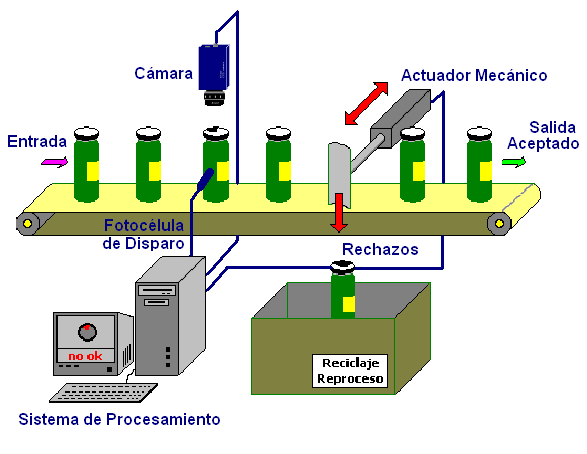 Cámara
Actuador Mecánico
Entrada
Salida
Aceptado
Fotocélula
de Disparo
Rechazos
no ok
Reciclaje
Reproceso
Sistema de Procesamiento